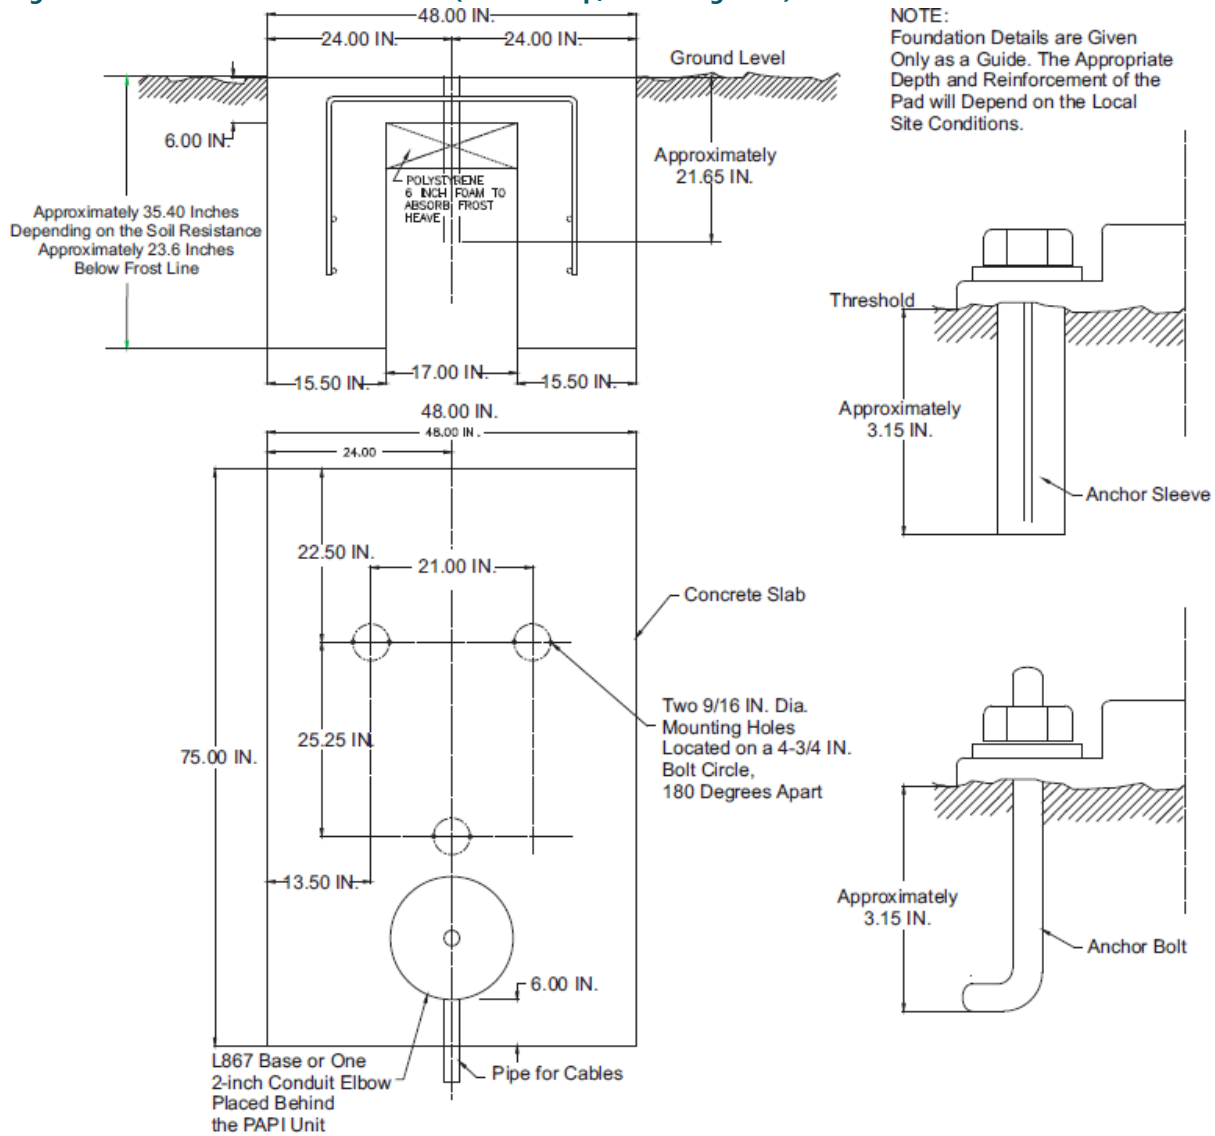 48.00 IN.
24.00 IN.
24.00 IN.
Ground Level
6.00 IN.
Approximately
21.65 IN.
POLYSTYRENE
6 INCH FOAM TO
ABSORB FROST
HEAVE
Approximately 35.40 Inches
Depending on the Soil Resistance
Approximately 23.6 Inches
Below Frost Line
15.50 IN.
17.00 IN.
15.50 IN.
48.00 IN.
48.00 IN.
24.00
22.50 IN.
21.00 IN.
Concrete Slab
Two 9/16 IN. Dia.
Mounting Holes
Located on a 4-3/4 IN.
Bolt Circle,
180 Degrees Apart
25.25 IN.
75.00 IN.
13.50 IN.
6.00 IN.
L867 Base or One
2-inch Conduit Elbow
Placed Behind
the PAPI Unit
Pipe for Cables
NOTE:
Foundation Details are Given
Only as a Guide. The Appropriate
Depth and Reinforcement of the
Pad will Depend on the Local
Site Conditions.
Threshold
Approximately
3.15 IN.
Anchor Sleeve
Approximately
3.15 IN.
Anchor Bolt